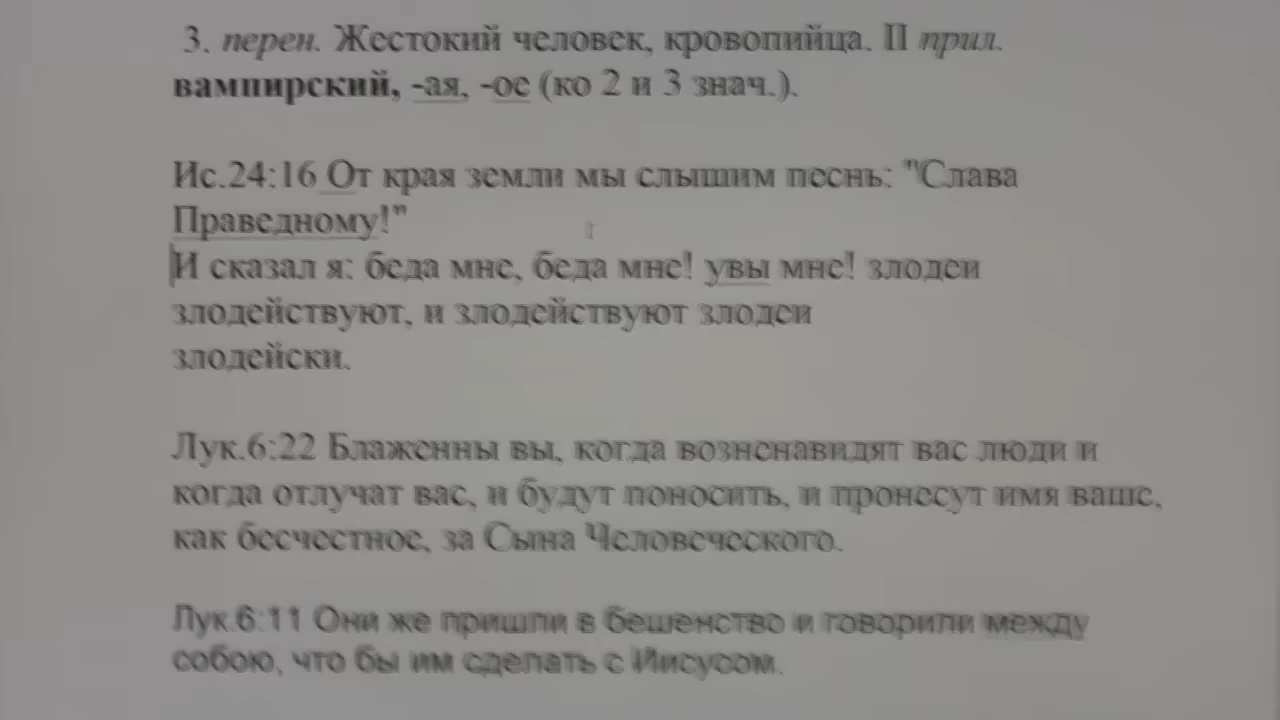 3. перен. Жестокий человек, кровопийца. II прил.
вампирский, -ая, -ое (ко 2 и 3 знач.).
Ис.24:16 От края земли мы слышим песнь: "Слава
Праведному!"
И сказал я: беда мне, беда мне! увы мне! злодеи
злодействуют, и злодействуют злодеи
злодейски.
Лук.6:22 Блаженны вы, когда возненавидят вас люди и
когда отлучат вас, и будут поносить, и пронесут имя ваше,
как бесчестное, за Сына Человеческого.
Лук.6:11 Они же пришли в бешенство и говорили между
собою, что бы им сделать с Иисусом.